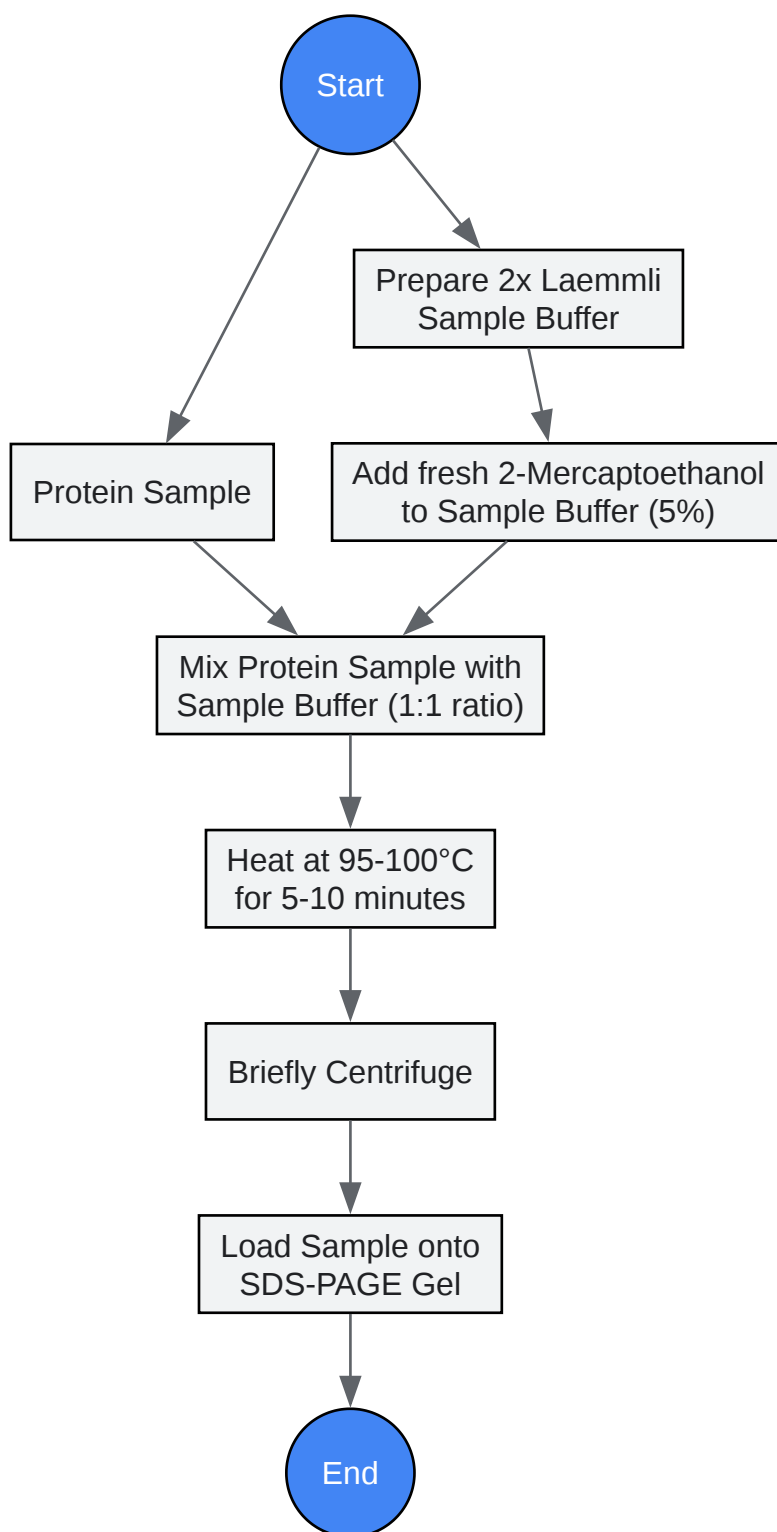 Start
Prepare 2x Laemmli
Sample Buffer
Protein Sample
Add fresh 2-Mercaptoethanol
to Sample Buffer (5%)
Mix Protein Sample with
Sample Buffer (1:1 ratio)
Heat at 95-100°C
for 5-10 minutes
Briefly Centrifuge
Load Sample onto
SDS-PAGE Gel
End